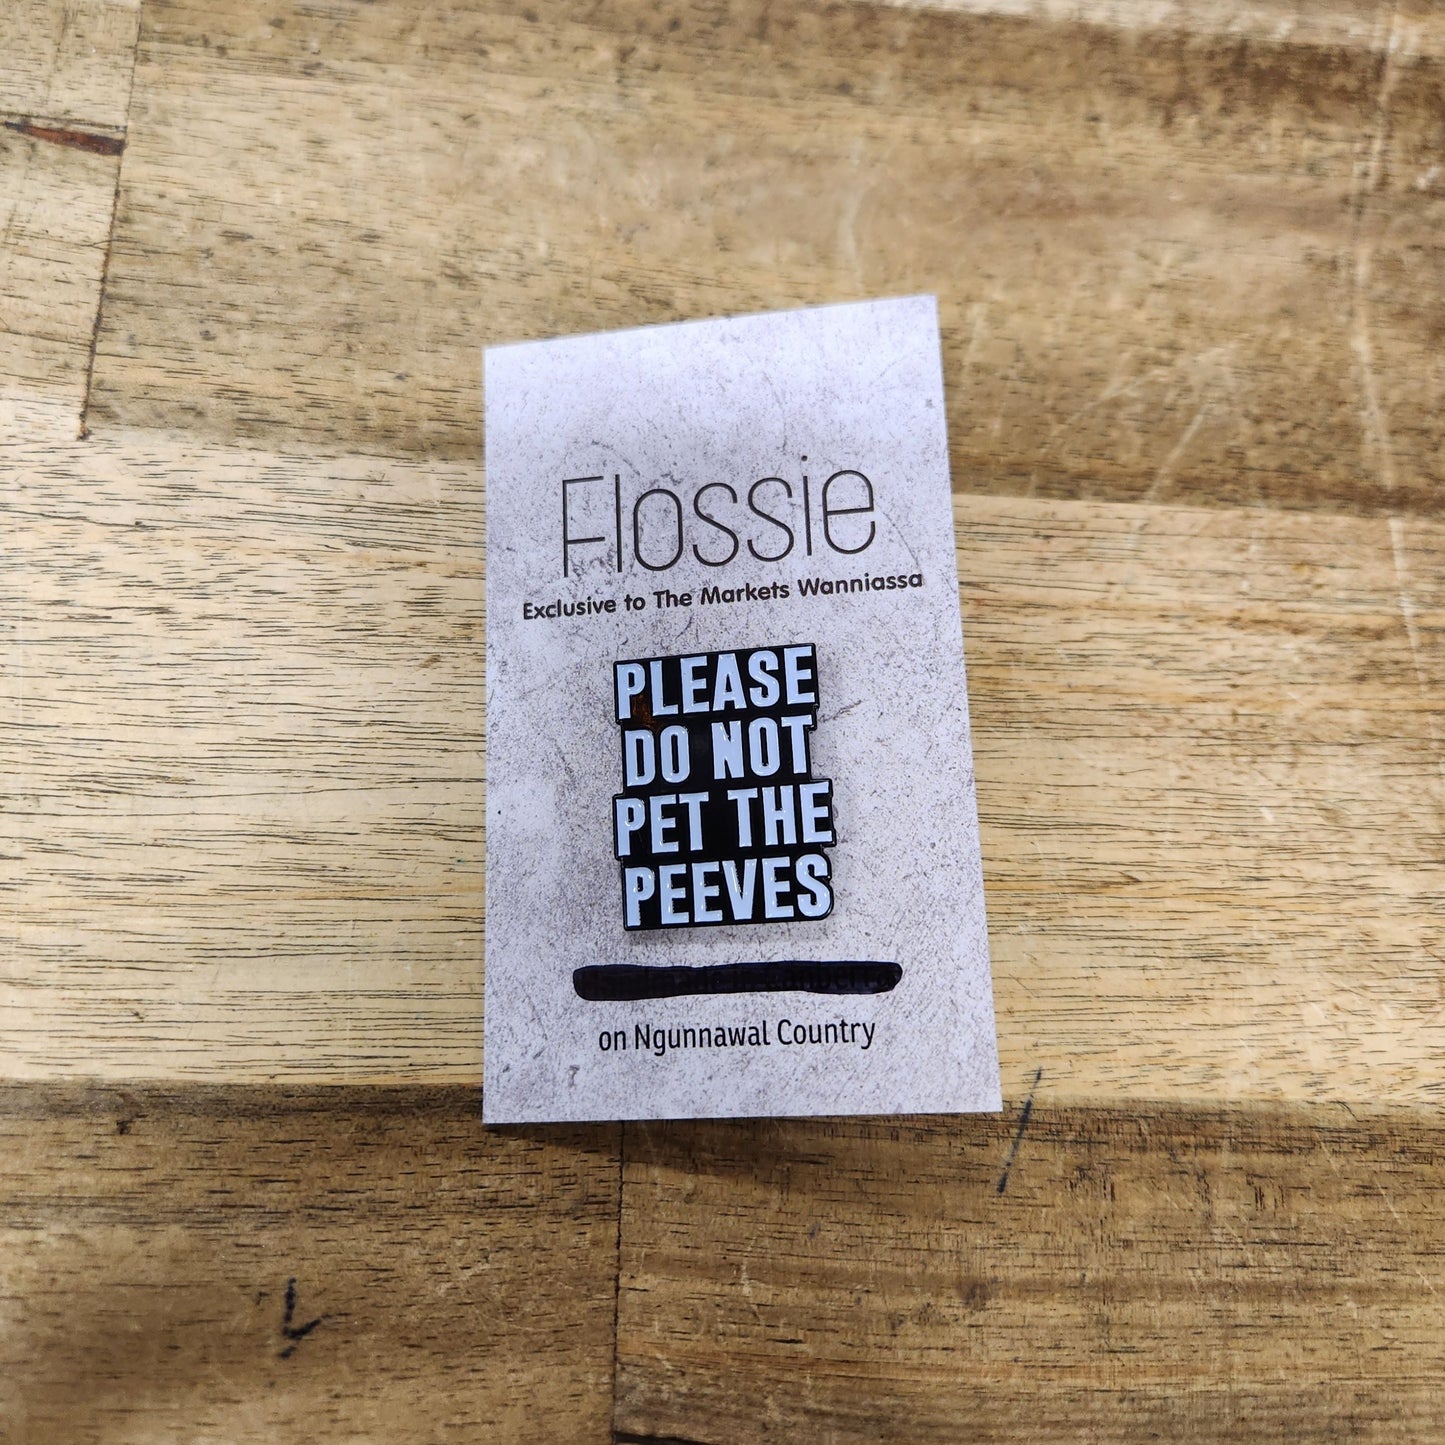 Flossie
Exclusive to The Markets Wanniassa
PLEASE
DO NOT
PET THE
PEEVES
on Ngunnawal Country